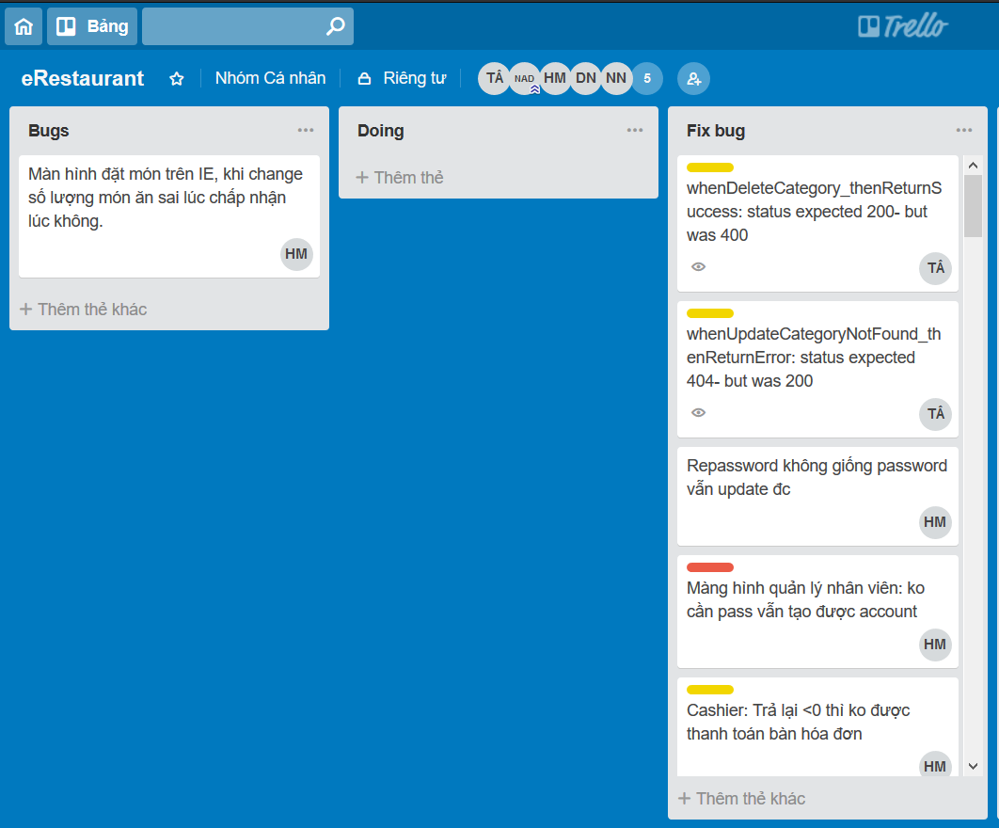 Bảng
Trello
eRestaurant
Nhóm Cá nhân
Riêng tư
TÂ
NAD
HM
DN
NN
5
Bugs
Màn hình đặt món trên IE, khi change
số lượng món ăn sai lúc chấp nhận
lúc không.
HM
+ Thêm thẻ khác
Doing
+ Thêm thẻ
Fix bug
whenDeleteCategory_thenReturnS
uccess: status expected 200- but
was 400
TÂ
whenUpdateCategoryNotFound_th
enReturnError: status expected
404- but was 200
TÂ
Repassword không giống password
vẫn update đc
HM
Màng hình quản lý nhân viên: ko
cần pass vẫn tạo được account
HM
Cashier: Trả lại <0 thì ko được
thanh toán bàn hóa đơn
HM
+ Thêm thẻ khác